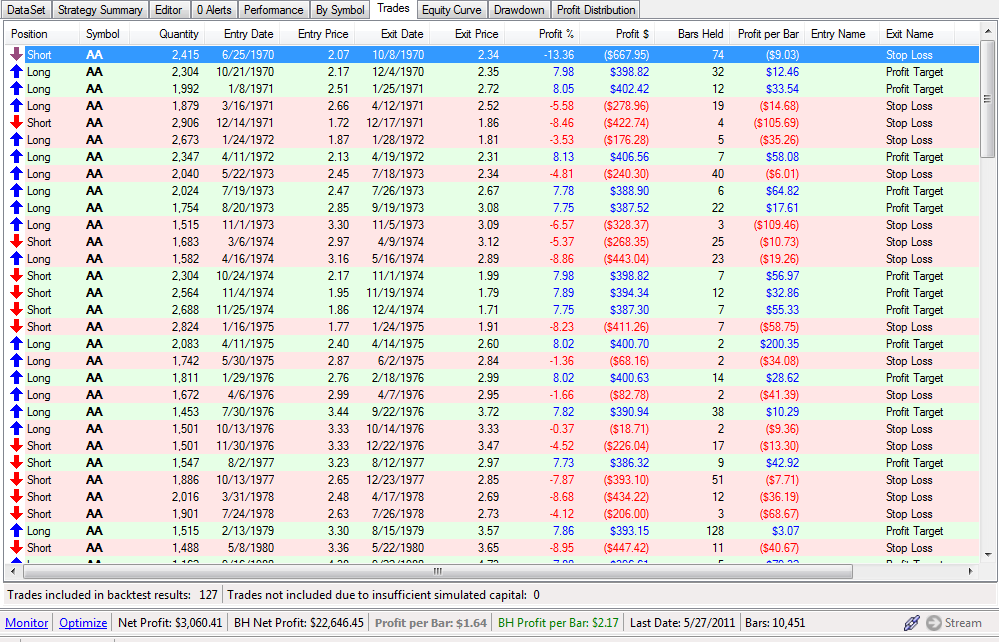 DataSet Strategy Summary Editor 0 Alerts Performance By Symbol Trades Equity Curve Drawdown Profit Distribution
Position Symbol Quantity Entry Date Entry Price Exit Date Exit Price Profit % Profit $ Bars Held Profit per Bar Entry Name Exit Name
Short AA 2,415 6/25/1970 2.07 10/8/1970 2.34 -13.36 ($667.95) 74 ($9.03) Stop Loss
Long AA 2,304 10/21/1970 2.17 12/4/1970 2.35 7.98 $398.82 32 $12.46 Profit Target
Long AA 1,992 1/8/1971 2.51 1/25/1971 2.72 8.05 $402.42 12 $33.54 Profit Target
Long AA 1,879 3/16/1971 2.66 4/12/1971 2.52 -5.58 ($278.96) 19 ($14.68) Stop Loss
Short AA 2,906 12/14/1971 1.72 12/17/1971 1.86 -8.46 ($422.74) 4 ($105.69) Stop Loss
Long AA 2,673 1/24/1972 1.87 1/28/1972 1.81 -3.53 ($176.28) 5 ($35.26) Stop Loss
Long AA 2,347 4/11/1972 2.13 4/19/1972 2.31 8.13 $406.56 7 $58.08 Profit Target
Long AA 2,040 5/22/1973 2.45 7/18/1973 2.34 -4.81 ($240.30) 40 ($6.01) Stop Loss
Long AA 2,024 7/19/1973 2.47 7/26/1973 2.67 7.78 $388.90 6 $64.82 Profit Target
Long AA 1,754 8/20/1973 2.85 9/19/1973 3.08 7.75 $387.52 22 $17.61 Profit Target
Long AA 1,515 11/1/1973 3.30 11/5/1973 3.09 -6.57 ($328.37) 3 ($109.46) Stop Loss
Short AA 1,683 3/6/1974 2.97 4/9/1974 3.12 -5.37 ($268.35) 25 ($10.73) Stop Loss
Long AA 1,582 4/16/1974 3.16 5/16/1974 2.89 -8.86 ($443.04) 23 ($19.26) Stop Loss
Short AA 2,304 10/24/1974 2.17 11/1/1974 1.99 7.98 $398.82 7 $56.97 Profit Target
Short AA 2,564 11/4/1974 1.95 11/19/1974 1.79 7.89 $394.34 12 $32.86 Profit Target
Short AA 2,688 11/25/1974 1.86 12/4/1974 1.71 7.75 $387.30 7 $55.33 Profit Target
Short AA 2,824 1/16/1975 1.77 1/24/1975 1.91 -8.23 ($411.26) 7 ($58.75) Stop Loss
Long AA 2,083 4/11/1975 2.40 4/14/1975 2.60 8.02 $400.70 2 $200.35 Profit Target
Long AA 1,742 5/30/1975 2.87 6/2/1975 2.84 -1.36 ($68.16) 2 ($34.08) Stop Loss
Long AA 1,811 1/29/1976 2.76 2/18/1976 2.99 8.02 $400.63 14 $28.62 Profit Target
Long AA 1,672 4/6/1976 2.99 4/7/1976 2.95 -1.66 ($82.78) 2 ($41.39) Stop Loss
Long AA 1,453 7/30/1976 3.44 9/22/1976 3.72 7.82 $390.94 38 $10.29 Profit Target
Long AA 1,501 10/13/1976 3.33 10/14/1976 3.33 -0.37 ($18.71) 2 ($9.36) Stop Loss
Short AA 1,501 11/30/1976 3.33 12/22/1976 3.47 -4.52 ($226.04) 17 ($13.30) Stop Loss
Short AA 1,547 8/2/1977 3.23 8/12/1977 2.97 7.73 $386.32 9 $42.92 Profit Target
Short AA 1,886 10/13/1977 2.65 12/23/1977 2.85 -7.87 ($393.10) 51 ($7.71) Stop Loss
Short AA 2,016 3/31/1978 2.48 4/17/1978 2.69 -8.68 ($434.22) 12 ($36.19) Stop Loss
Short AA 1,901 7/24/1978 2.63 7/26/1978 2.73 -4.12 ($206.00) 3 ($68.67) Stop Loss
Long AA 1,515 2/13/1979 3.30 8/15/1979 3.57 7.86 $393.15 128 $3.07 Profit Target
Short AA 1,488 5/8/1980 3.36 5/22/1980 3.65 -8.95 ($447.42) 11 ($40.67) Stop Loss
Trades included in backtest results: 127 Trades not included due to insufficient simulated capital: 0
Monitor Optimize Net Profit: $3,060.41 BH Net Profit: $22,646.45 Profit per Bar: $1.64 BH Profit per Bar: $2.17 Last Date: 5/27/2011 Bars: 10,451 Stream